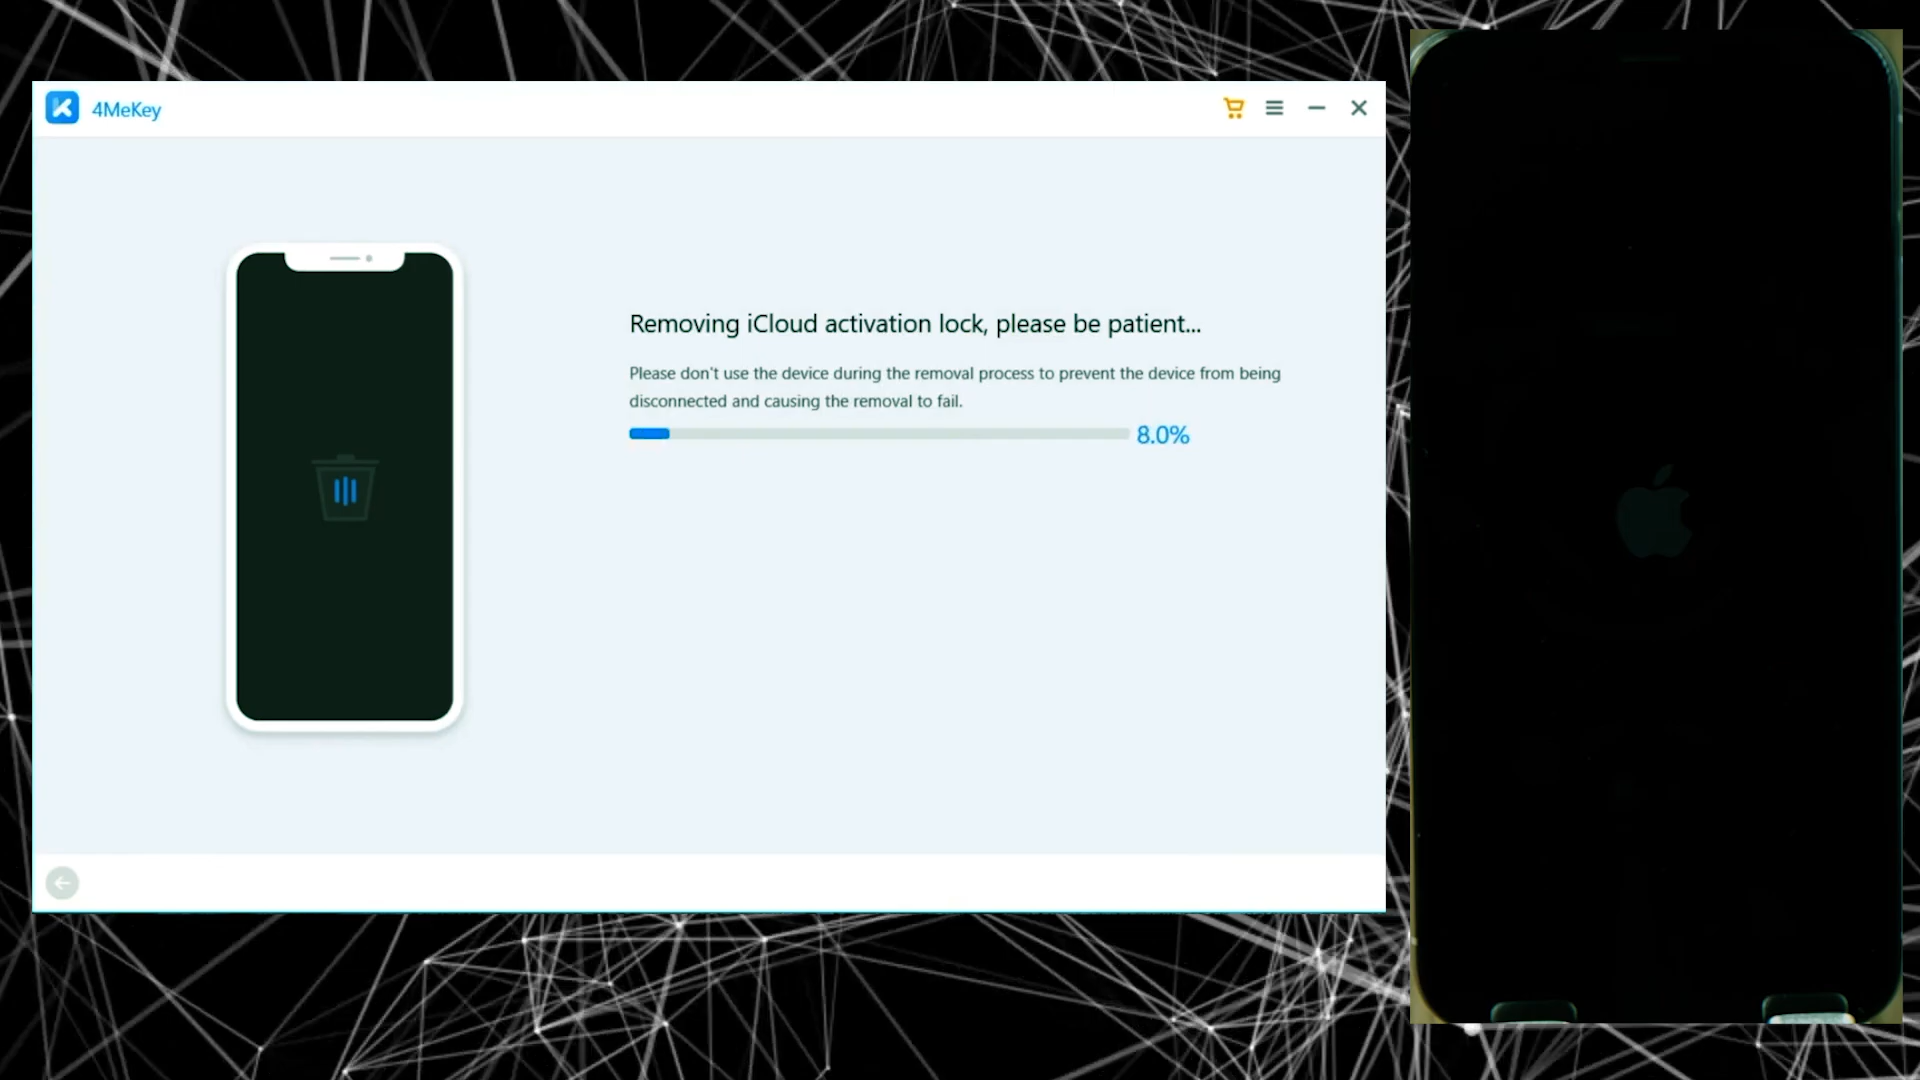 4MeKey
Removing iCloud activation lock, please be patient...
Please don't use the device during the removal process to prevent the device from being
disconnected and causing the removal to fail.
8.0%